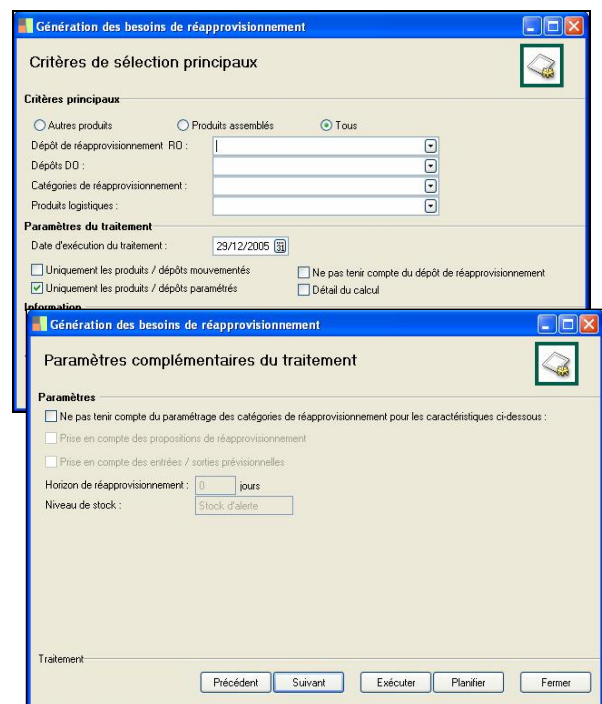 Génération des besoins de réapprovisionnement
Critères de sélection principaux
Critères principaux
Autres produits Produits assemblés Tous
Dépôt de réapprovisionnement RO :
Dépôts DO :
Catégories de réapprovisionnement :
Produits logistiques :
Paramètres du traitement
Date d'exécution du traitement : 29/12/2005 31
Uniquement les produits / dépôts mouvementés Ne pas tenir compte du dépôt de réapprovisionnement
Uniquement les produits / dépôts paramétrés Détail du calcul
Information
Génération des besoins de réapprovisionnement
Paramètres complémentaires du traitement
Paramètres
Ne pas tenir compte du paramétrage des catégories de réapprovisionnement pour les caractéristiques ci-dessous :
Prise en compte des propositions de réapprovisionnement
Prise en compte des entrées / sorties prévisionnelles
Horizon de réapprovisionnement : 0 jours
Niveau de stock : Stock d'alerte
Traitement
Précédent Suivant Exécuter Planifier Fermer